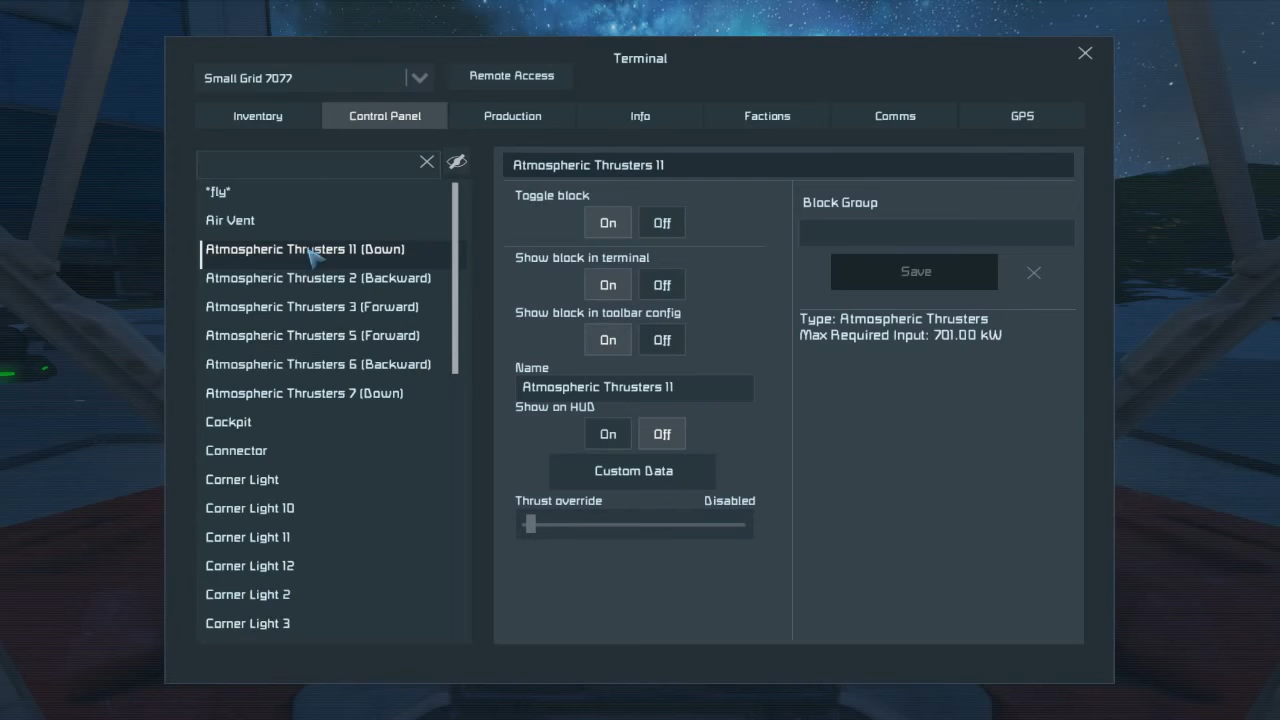 Terminal
Small Grid 7077
Remote Access
Inventory
Control Panel
Production
Info
Factions
Comms
GPS
*fly*
Air Vent
Atmospheric Thrusters 11 (Down)
Atmospheric Thrusters 2 (Backward)
Atmospheric Thrusters 3 (Forward)
Atmospheric Thrusters 5 (Forward)
Atmospheric Thrusters 6 (Backward)
Atmospheric Thrusters 7 (Down)
Cockpit
Connector
Corner Light
Corner Light 10
Corner Light 11
Corner Light 12
Corner Light 2
Corner Light 3
Atmospheric Thrusters 11
Toggle block
On Off
Show block in terminal
On Off
Show block in toolbar config
On Off
Name
Atmospheric Thrusters 11
Show on HUD
On Off
Custom Data
Thrust override Disabled
Block Group
Save
Type: Atmospheric Thrusters
Max Required Input: 701.00 kW